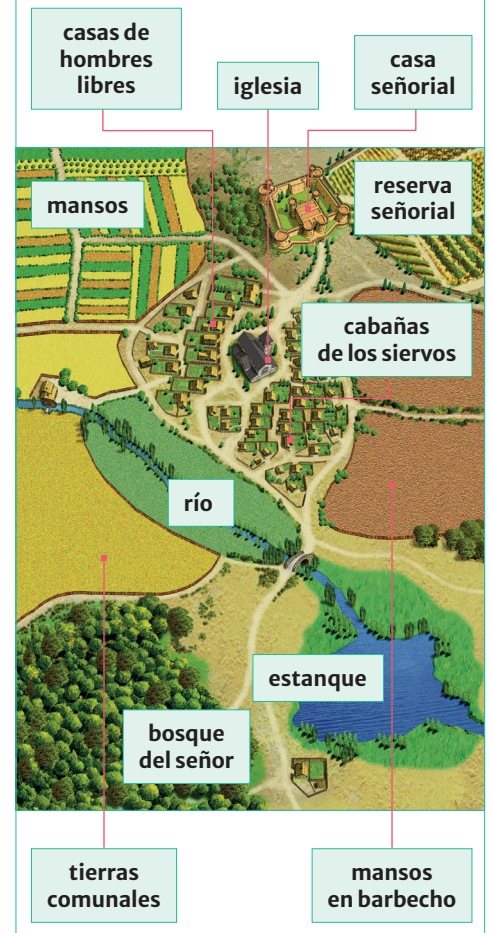 casas de
hombres
libres
iglesia
casa
señorial
mansos
reserva
señorial
cabañas
de los siervos
río
estanque
bosque
del señor
tierras
comunales
mansos
en barbecho